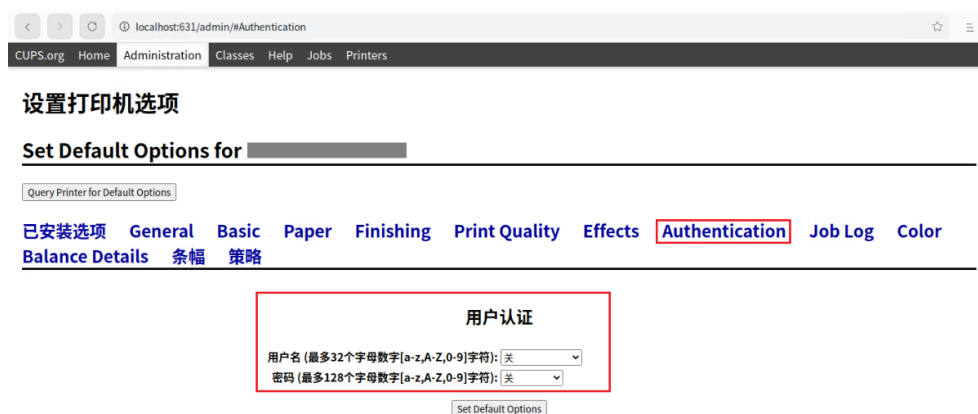 localhost:631/admin/#Authentication
CUPS.org Home Administration Classes Help Jobs Printers
设置打印机选项
Set Default Options for
Query Printer for Default Options
已安装选项 General Basic Paper Finishing Print Quality Effects Authentication Job Log Color
Balance Details 条幅 策略
用户认证
用户名 (最多32个字母数字[a-z,A-Z,0-9]字符): 关
密码 (最多128个字母数字[a-z,A-Z,0-9]字符): 关
Set Default Options